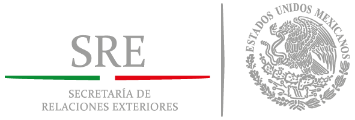 SRE
SECRETARÍA DE
RELACIONES EXTERIORES
ESTADOS UNIDOS MEXICANOS